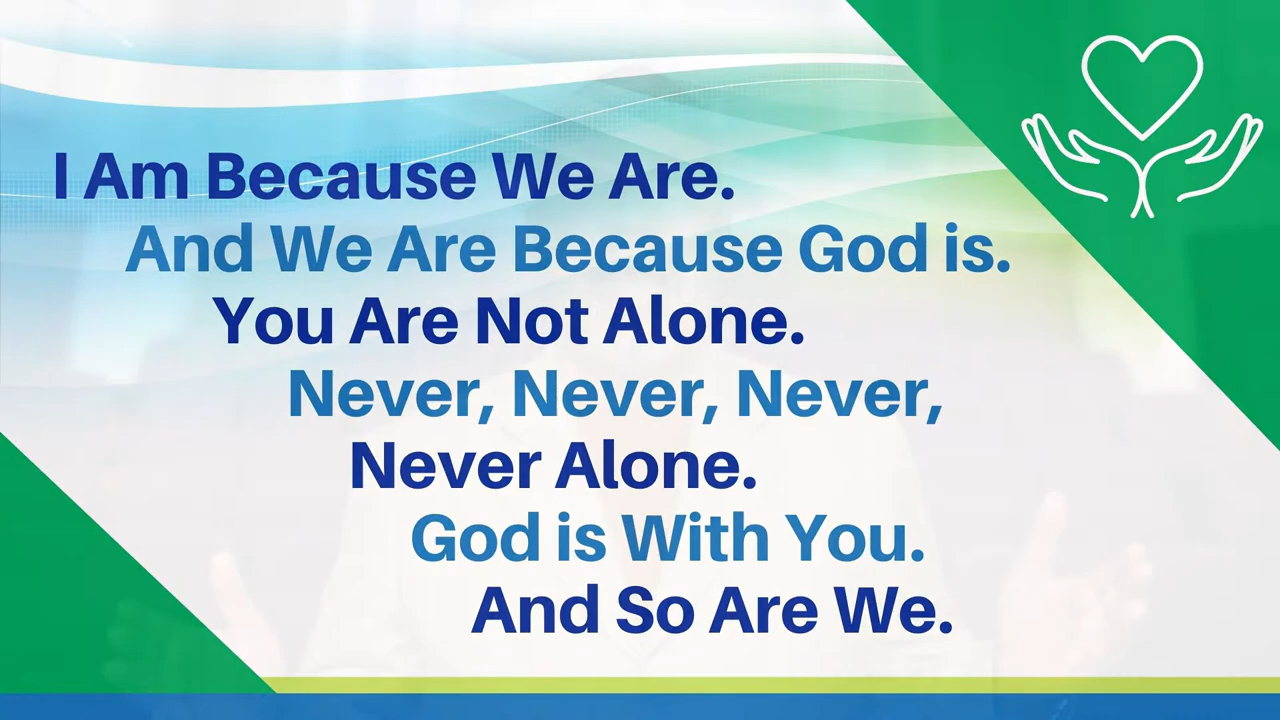 I Am Because We Are.
And We Are Because God is.
You Are Not Alone.
Never, Never, Never,
Never Alone.
God is With You.
And So Are We.